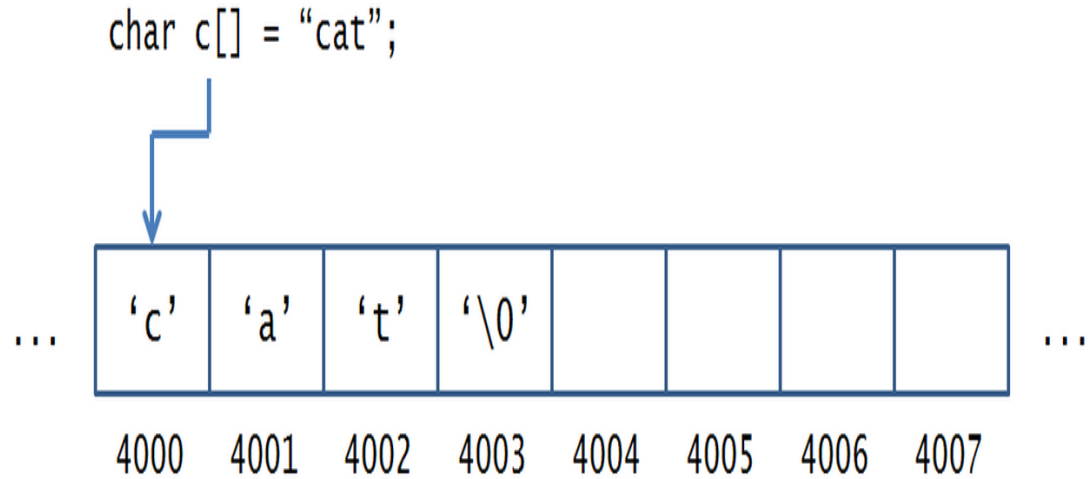 char c[] = “cat”;
... ‘c’ ‘a’ ‘t’ ‘\0’ ...
4000 4001 4002 4003 4004 4005 4006 4007